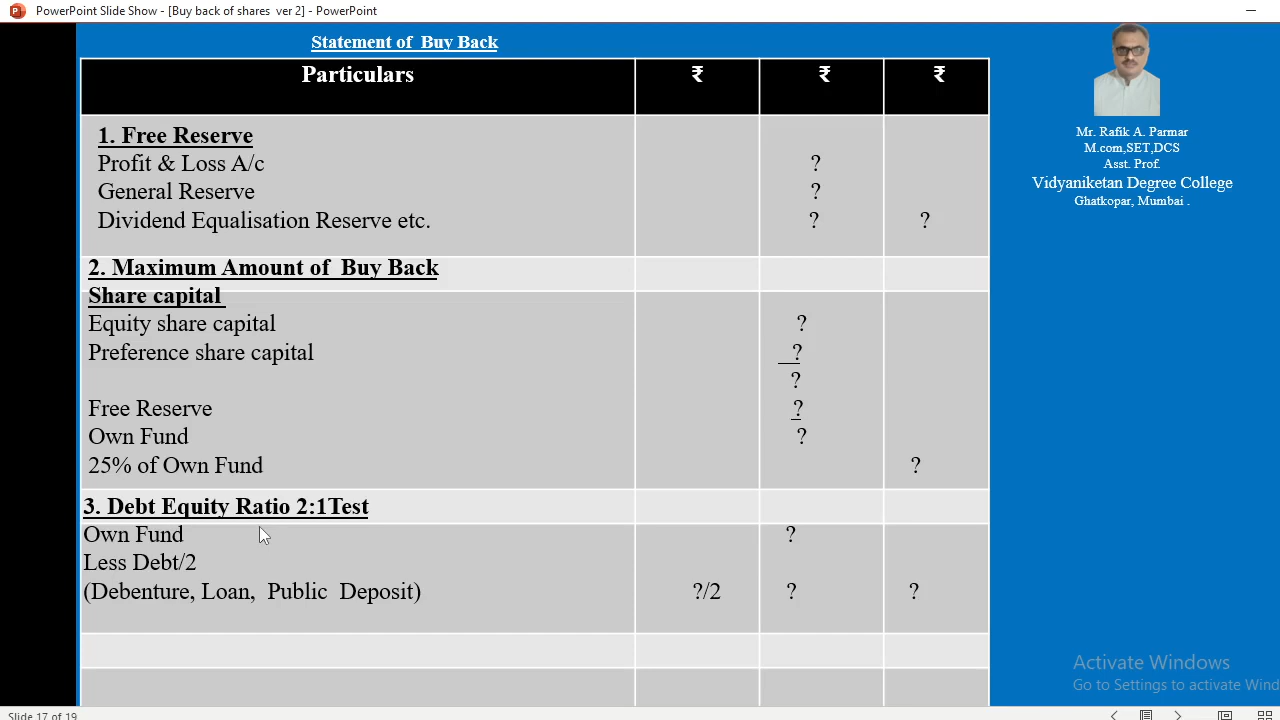 PowerPoint Slide Show - [Buy back of shares ver 2] - PowerPoint
Statement of Buy Back
Particulars ₹ ₹ ₹
1. Free Reserve
Profit & Loss A/c ?
General Reserve ?
Dividend Equalisation Reserve etc. ? ?
2. Maximum Amount of Buy Back
Share capital
Equity share capital ?
Preference share capital ?
?
Free Reserve ?
Own Fund ?
25% of Own Fund ?
3. Debt Equity Ratio 2:1Test
Own Fund ?
Less Debt/2
(Debenture, Loan, Public Deposit) ?/2 ? ?
Mr. Rafik A. Parmar
M.com,SET,DCS
Asst. Prof.
Vidyaniketan Degree College
Ghatkopar, Mumbai .
Activate Windows
Go to Settings to activate Wind
Slide 17 of 19